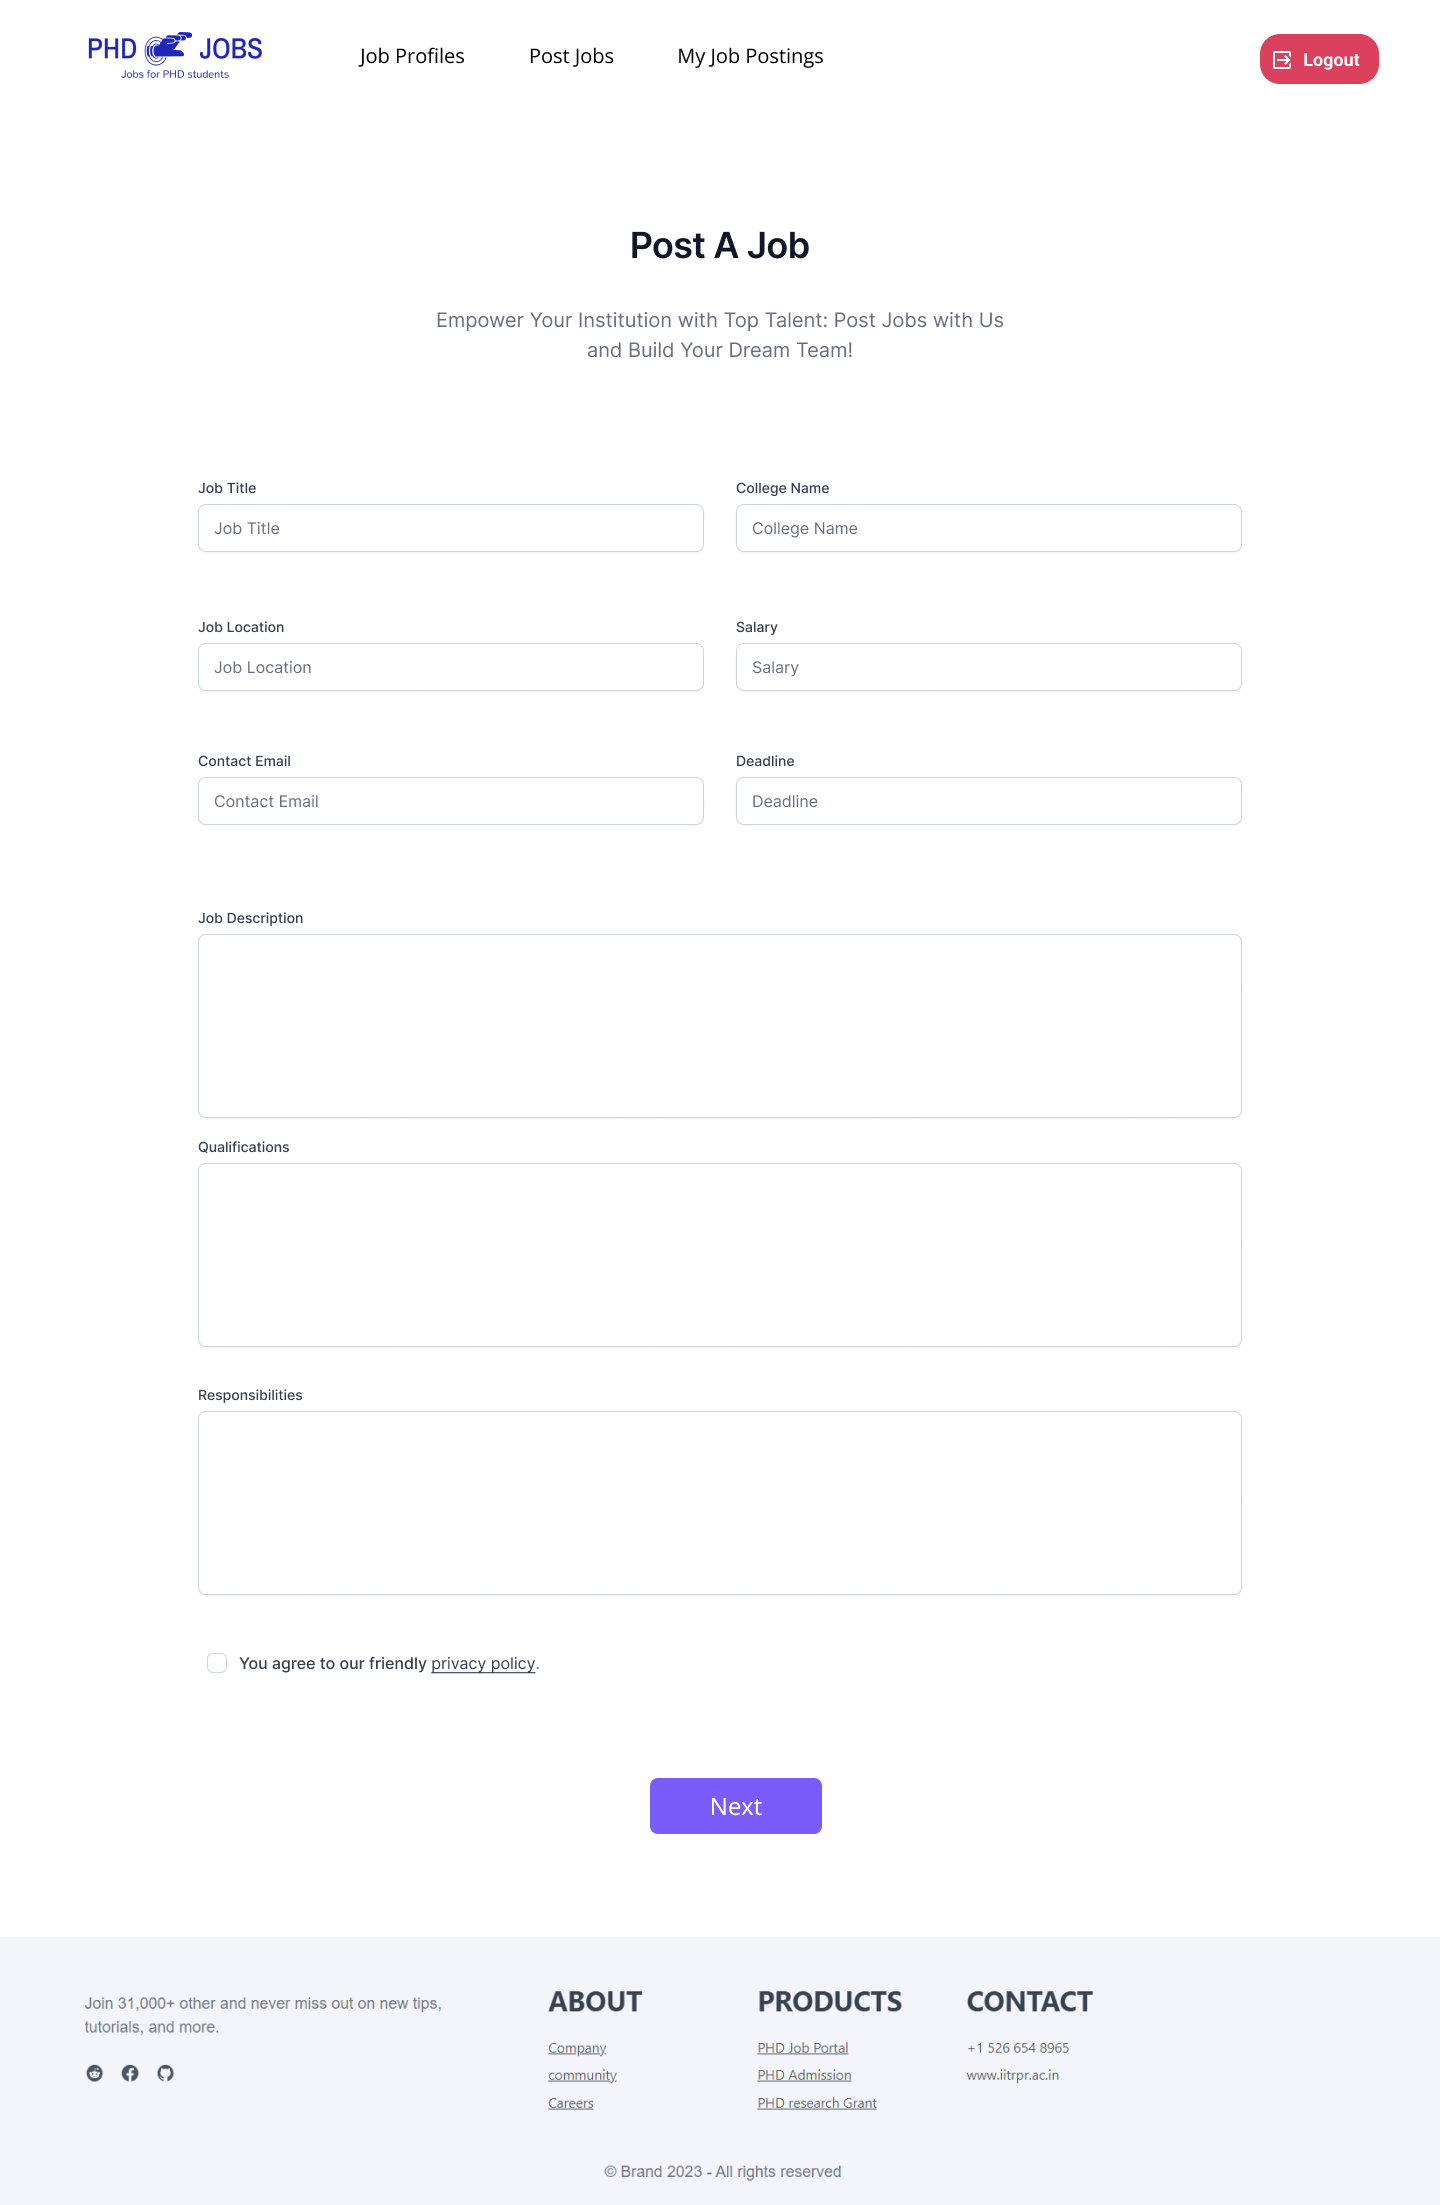 PHD JOBS
Jobs for PHD students
Job Profiles
Post Jobs
My Job Postings
Logout
Post A Job
Empower Your Institution with Top Talent: Post Jobs with Us
and Build Your Dream Team!
Job Title
College Name
Job Title
College Name
Job Location
Salary
Job Location
Salary
Contact Email
Deadline
Contact Email
Deadline
Job Description
Qualifications
Responsibilities
You agree to our friendly privacy policy.
Next
Join 31,000+ other and never miss out on new tips,
tutorials, and more.
ABOUT
Company
community
Careers
PRODUCTS
PHD Job Portal
PHD Admission
PHD research Grant
CONTACT
+1 526 654 8965
www.iitrpr.ac.in
© Brand 2023 - All rights reserved